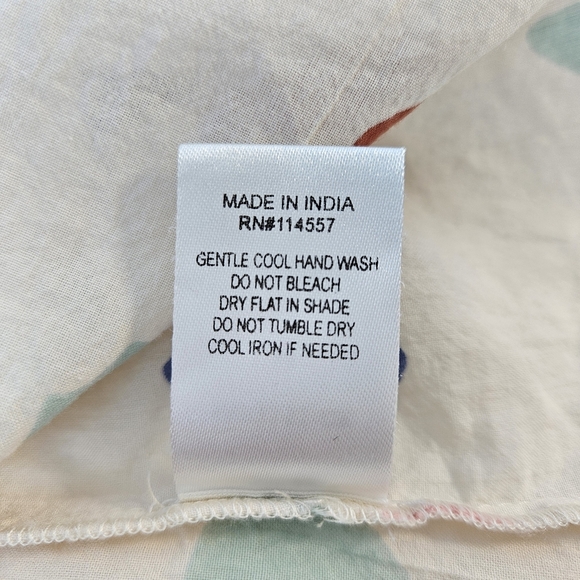 MADE IN INDIA
RN#114557
GENTLE COOL HAND WASH
DO NOT BLEACH
DRY FLAT IN SHADE
DO NOT TUMBLE DRY
COOL IRON IF NEEDED